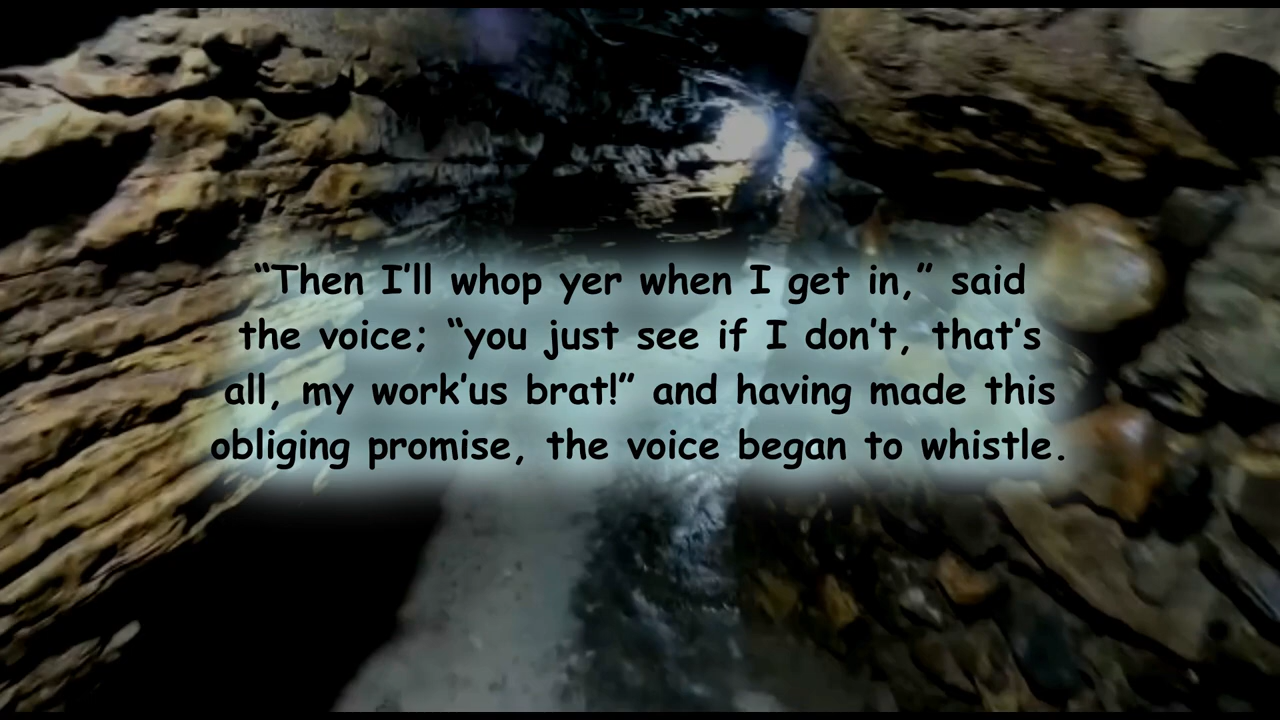 “Then I’ll whop yer when I get in,” said
the voice; “you just see if I don’t, that’s
all, my work’us brat!” and having made this
obliging promise, the voice began to whistle.